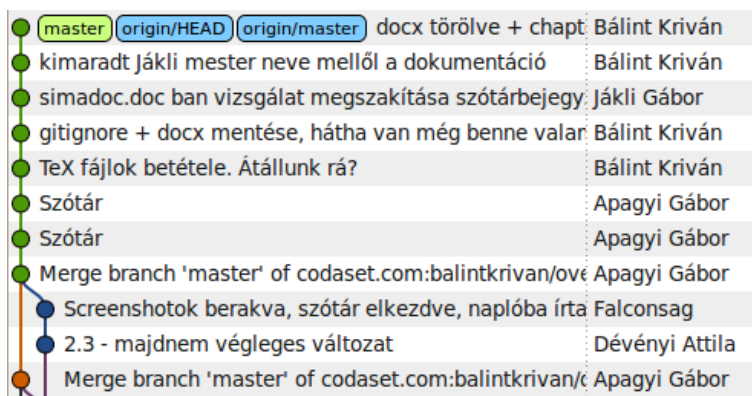 master origin/HEAD origin/master docx törölve + chapt Bálint Kriván
kimaradt Jákli mester neve mellől a dokumentáció Bálint Kriván
simadoc.doc ban vizsgálat megszakítása szótárbejegy Jákli Gábor
gitignore + docx mentése, hátha van még benne Bálint Kriván
TeX fájlok betétele. Átállunk rá? Bálint Kriván
Szótár Apagyi Gábor
Szótár Apagyi Gábor
Merge branch 'master' of codaset.com:balintkrivan/ove Apagyi Gábor
Screenshotok berakva, szótár elkezdve, naplóba írta Falconsag
2.3 - majdnem végleges változat Dévényi Attila
Merge branch 'master' of codaset.com:balintkrivan/ Apagyi Gábor